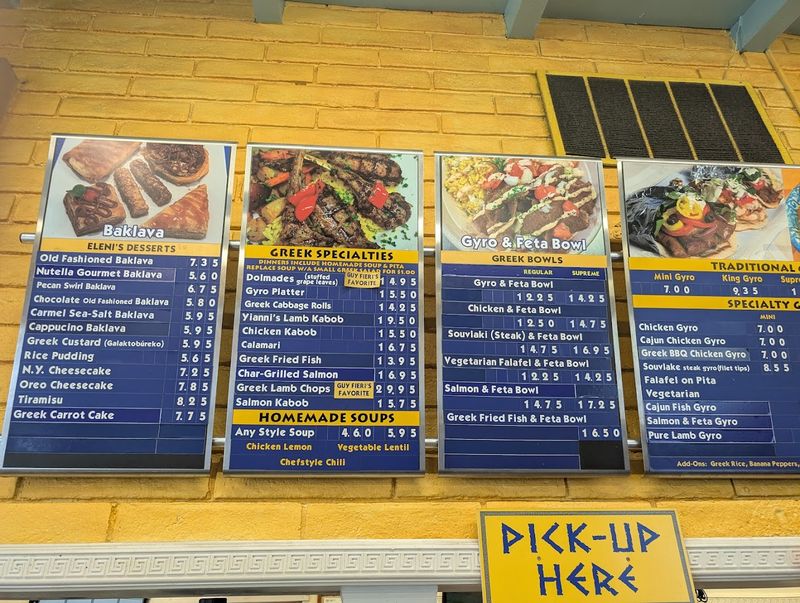 Baklava
ELENI'S DESSERTS
Old Fashioned Baklava 7.35
Nutella Gourmet Baklava 5.60
Pecan Swirl Baklava 6.75
Chocolate Old Fashioned Baklava 5.80
Carmel Sea-Salt Baklava 5.95
Cappucino Baklava 5.95
Greek Custard (Galaktobúreko) 5.95
Rice Pudding 5.65
N.Y. Cheesecake 7.25
Oreo Cheesecake 7.85
Tiramisu 8.25
Greek Carrot Cake 7.75
GREEK SPECIALTIES
DINNERS INCLUDE HOMEMADE SOUP & PITA
REPLACE SOUP W/A SMALL GREEK SALAD FOR $1.00
Dolmades (stuffed grape leaves) GUY FIERI'S FAVORITE 14.95
Gyro Platter 15.50
Greek Cabbage Rolls 14.25
Yianni's Lamb Kabob 19.50
Chicken Kabob 15.50
Calamari 16.75
Greek Fried Fish 13.95
Char-Grilled Salmon 16.95
Greek Lamb Chops GUY FIERI'S FAVORITE 29.95
Salmon Kabob 15.75
HOMEMADE SOUPS
Any Style Soup 4.60 5.95
Chicken Lemon Vegetable Lentil
Chefstyle Chili
Gyro & Feta Bowl
GREEK BOWLS
REGULAR SUPREME
Gyro & Feta Bowl
12.25 14.25
Chicken & Feta Bowl
12.50 14.75
Souvlaki (Steak) & Feta Bowl
14.75 16.95
Vegetarian Falafel & Feta Bowl
12.25 14.25
Salmon & Feta Bowl
14.75 17.25
Greek Fried Fish & Feta Bowl
16.50
TRADITIONAL G
Mini Gyro King Gyro
7.00 9.35
SPECIALTY G
MINI
Chicken Gyro 7.00
Cajun Chicken Gyro 7.00
Greek BBQ Chicken Gyro 7.00
Souvlake steak gyro(filet tips) 8.55
Falafel on Pita
Vegetarian
Cajun Fish Gyro
Salmon & Feta Gyro
Pure Lamb Gyro
Add-Ons: Greek Rice, Banana Peppers,
PICK-UP
HERE